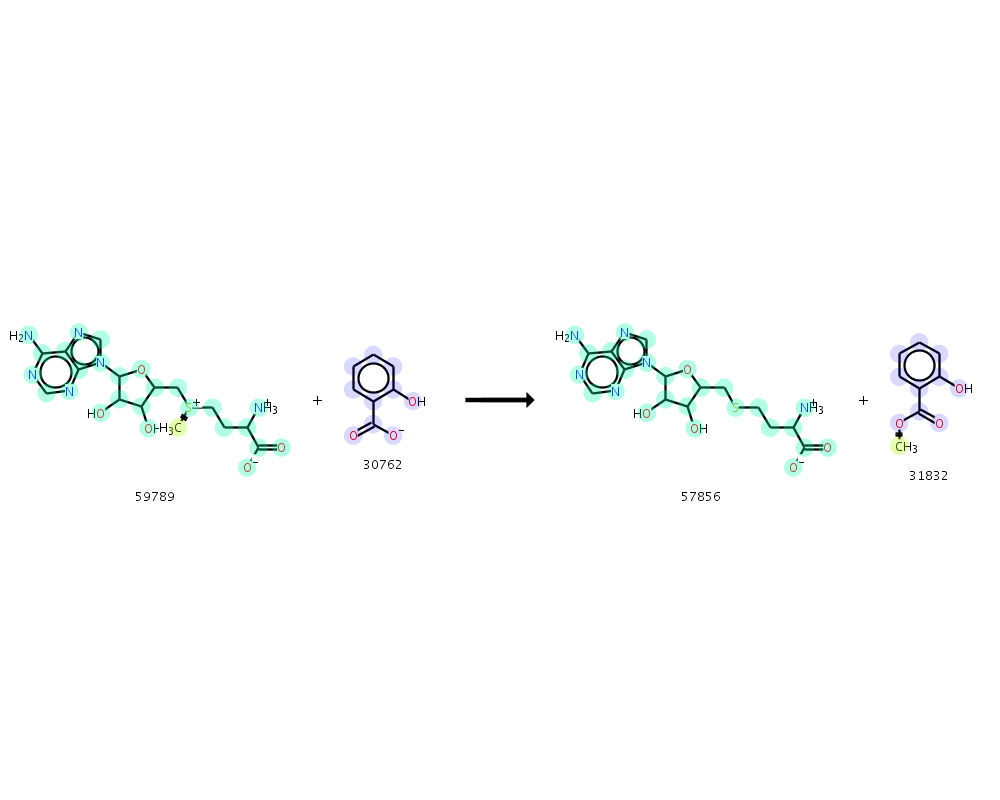 H₂N N N N N O S⁺ NH₃⁺ HO OH H₃C O O⁻
59789
+
OH O O⁻
30762
H₂N N N N N O S NH₃⁺ HO OH O O⁻
57856
+
OH O O CH₃
31832